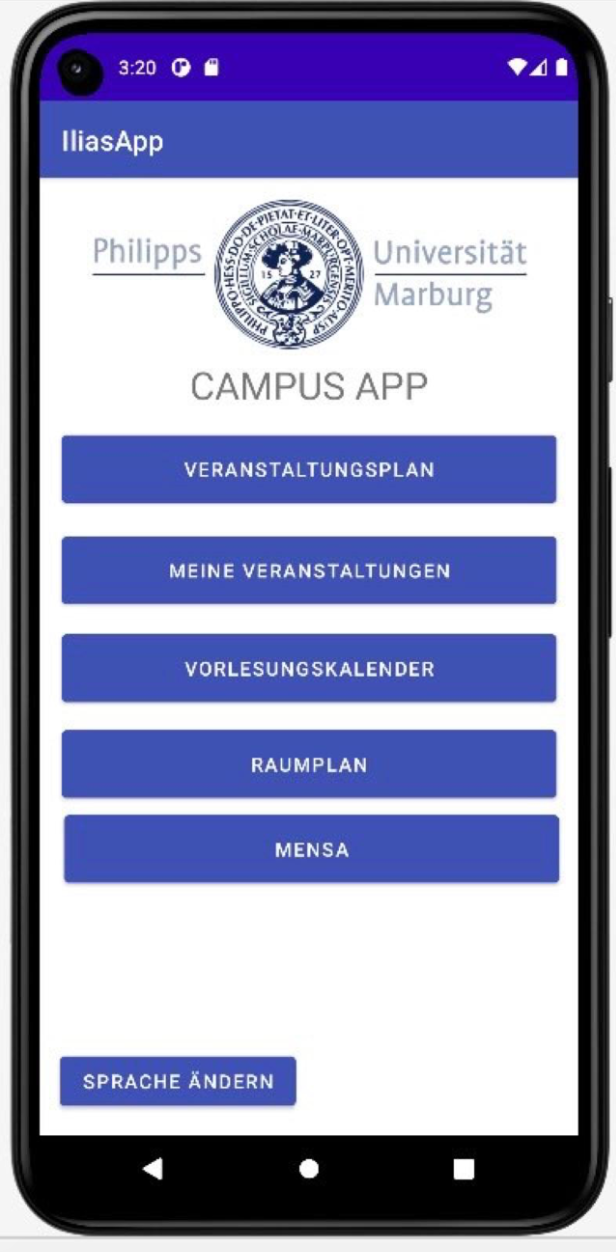 3:20
IliasApp
Philipps
Universität
Marburg
PHILIPPO·HESS·DO·DE·PIETAT·ET·LITER·OPT·MERITO·AUSP
SIGILLUM·SCHOLAE·MARPURGENSIS
15 27
CAMPUS APP
VERANSTALTUNGSPLAN
MEINE VERANSTALTUNGEN
VORLESUNGSKALENDER
RAUMPLAN
MENSA
SPRACHE ÄNDERN